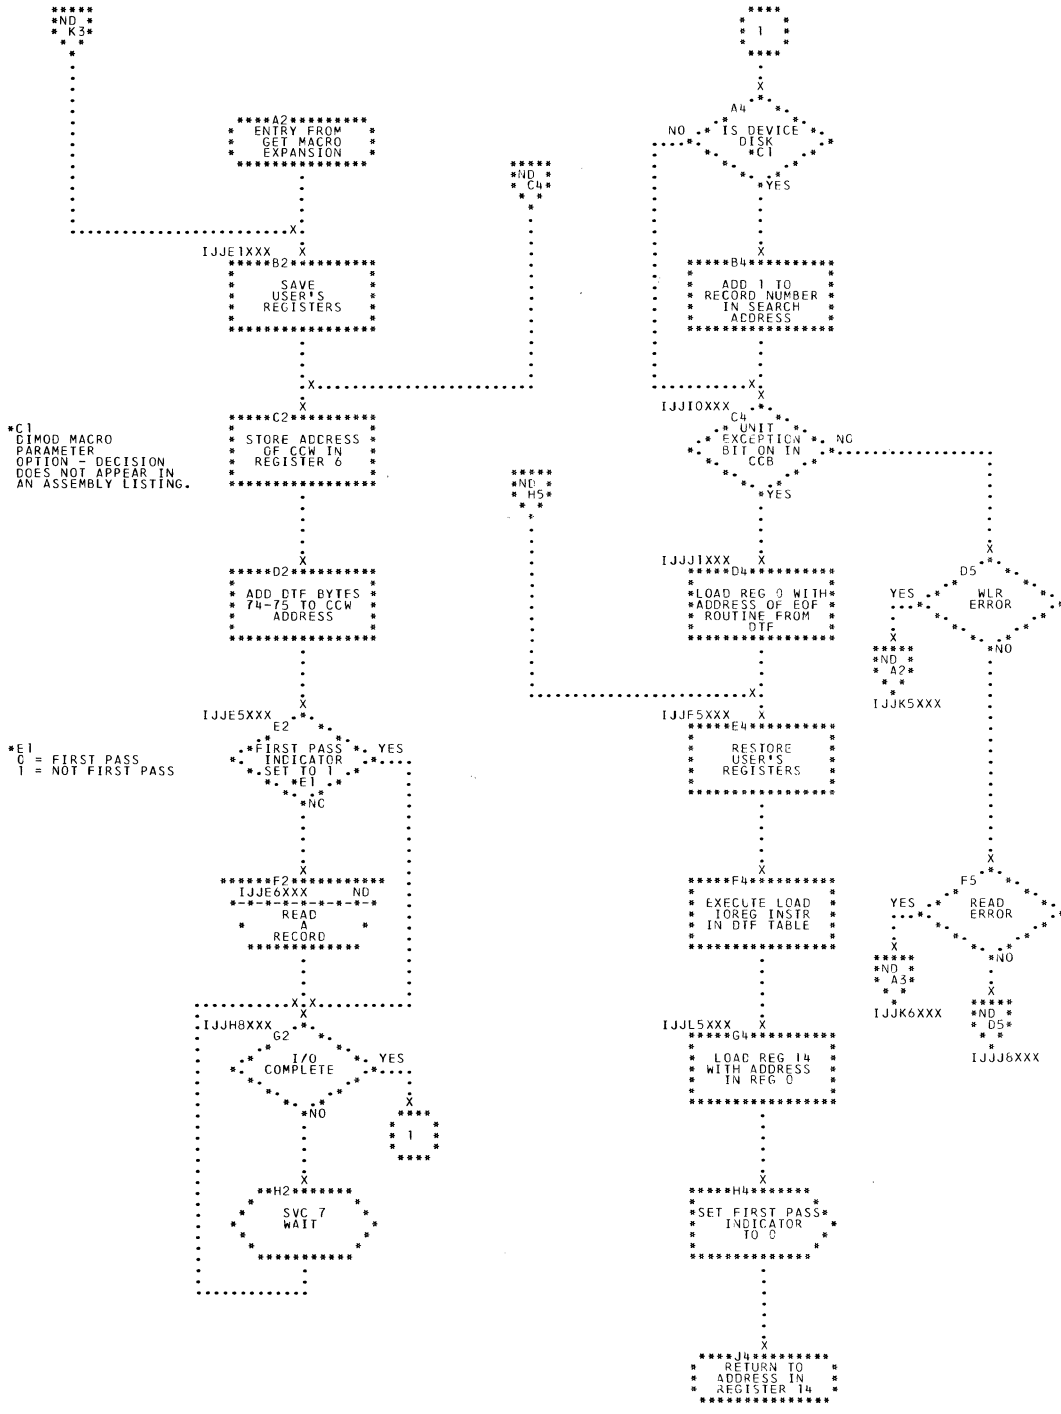 ND
K3
1
A2
ENTRY FROM
GET MACRO
EXPANSION
A4
IS DEVICE
DISK
*C1
NO
YES
ND
C4
IJJE1XXX
B2
SAVE
USER'S
REGISTERS
B4
ADD 1 TO
RECORD NUMBER
IN SEARCH
ADDRESS
*C1
DIMOD MACRO
PARAMETER
OPTION - DECISION
DOES NOT APPEAR IN
AN ASSEMBLY LISTING.
C2
STORE ADDRESS
OF CCW IN
REGISTER 6
IJJI0XXX
C4
UNIT
EXCEPTION
BIT ON IN
CCB
NO
YES
ND
H5
D2
ADD DTF BYTES
74-75 TO CCW
ADDRESS
IJJJ1XXX
D4
LOAD REG 0 WITH
ADDRESS OF EOF
ROUTINE FROM
DTF
D5
WLR
ERROR
YES
NO
ND
A2
IJJK5XXX
*E1
0 = FIRST PASS
1 = NOT FIRST PASS
IJJE5XXX
E2
FIRST PASS
INDICATOR
SET TO 1
*E1
YES
NO
IJJF5XXX
E4
RESTORE
USER'S
REGISTERS
F2
IJJE6XXX ND
READ
A
RECORD
F4
EXECUTE LOAD
IOREG INSTR
IN DTF TABLE
F5
READ
ERROR
YES
NO
ND
A3
IJJK6XXX
ND
D5
IJJJ8XXX
IJJH8XXX
G2
I/O
COMPLETE
YES
NO
1
IJJL5XXX
G4
LOAD REG 14
WITH ADDRESS
IN REG 0
H2
SVC 7
WAIT
H4
SET FIRST PASS
INDICATOR
TO 0
J4
RETURN TO
ADDRESS IN
REGISTER 14